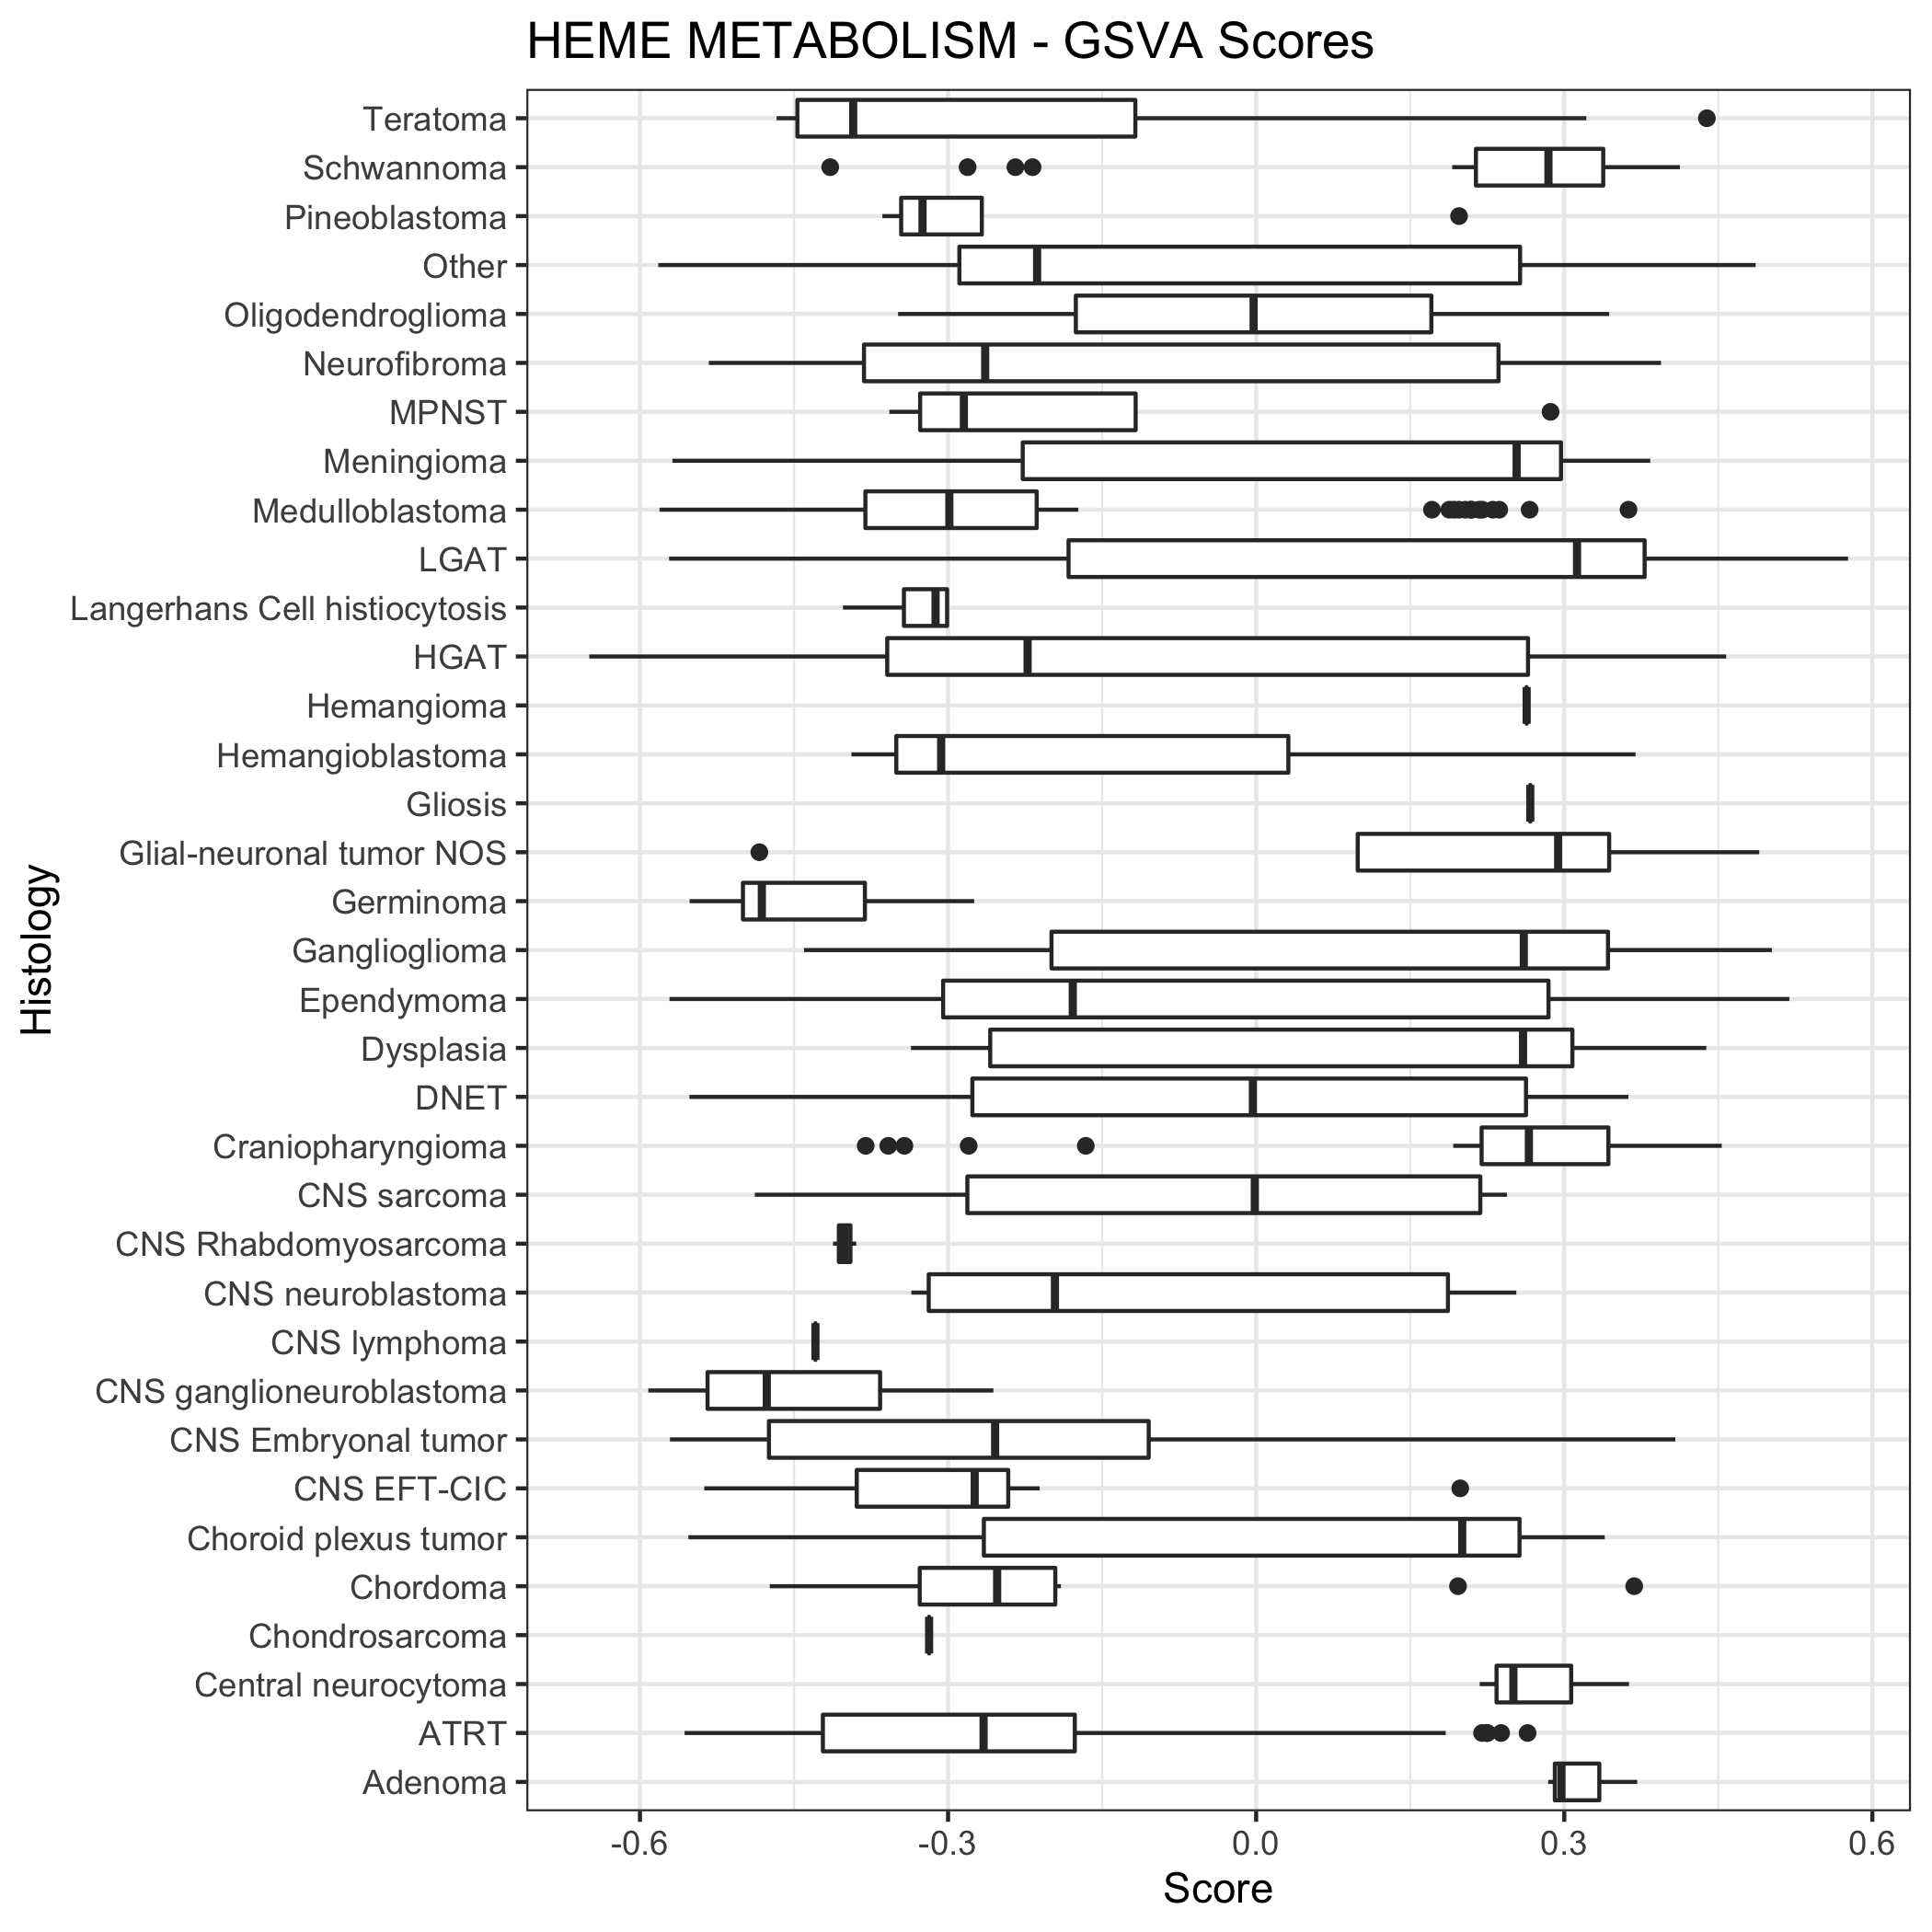 HEME METABOLISM - GSVA Scores
Teratoma
Schwannoma
Pineoblastoma
Other
Oligodendroglioma
Neurofibroma
MPNST
Meningioma
Medulloblastoma
LGAT
Langerhans Cell histiocytosis
HGAT
Hemangioma
Hemangioblastoma
Gliosis
Glial-neuronal tumor NOS
Germinoma
Ganglioglioma
Ependymoma
Dysplasia
DNET
Craniopharyngioma
CNS sarcoma
CNS Rhabdomyosarcoma
CNS neuroblastoma
CNS lymphoma
CNS ganglioneuroblastoma
CNS Embryonal tumor
CNS EFT-CIC
Choroid plexus tumor
Chordoma
Chondrosarcoma
Central neurocytoma
ATRT
Adenoma
Histology
-0.6 -0.3 0.0 0.3 0.6
Score